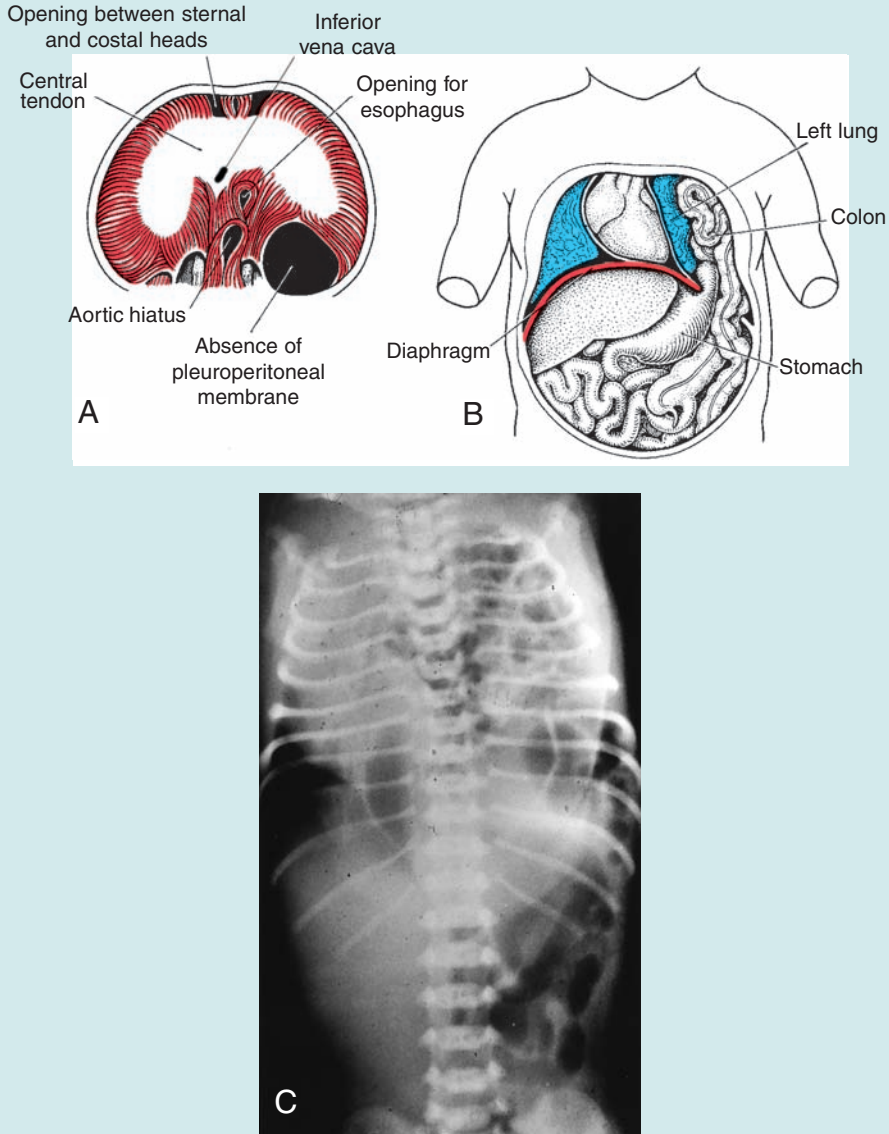 Opening between sternal
and costal heads
Inferior
vena cava
Central
tendon
Opening for
esophagus
Aortic hiatus
Absence of
pleuroperitoneal
membrane
A
Left lung
Colon
Diaphragm
Stomach
B
C